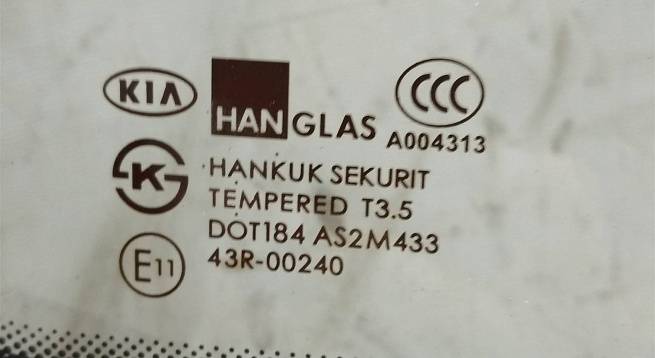 KIA HANGLAS CCC
A004313
K
HANKUK SEKURIT
TEMPERED T3.5
DOT184 AS2M433
E11 43R-00240